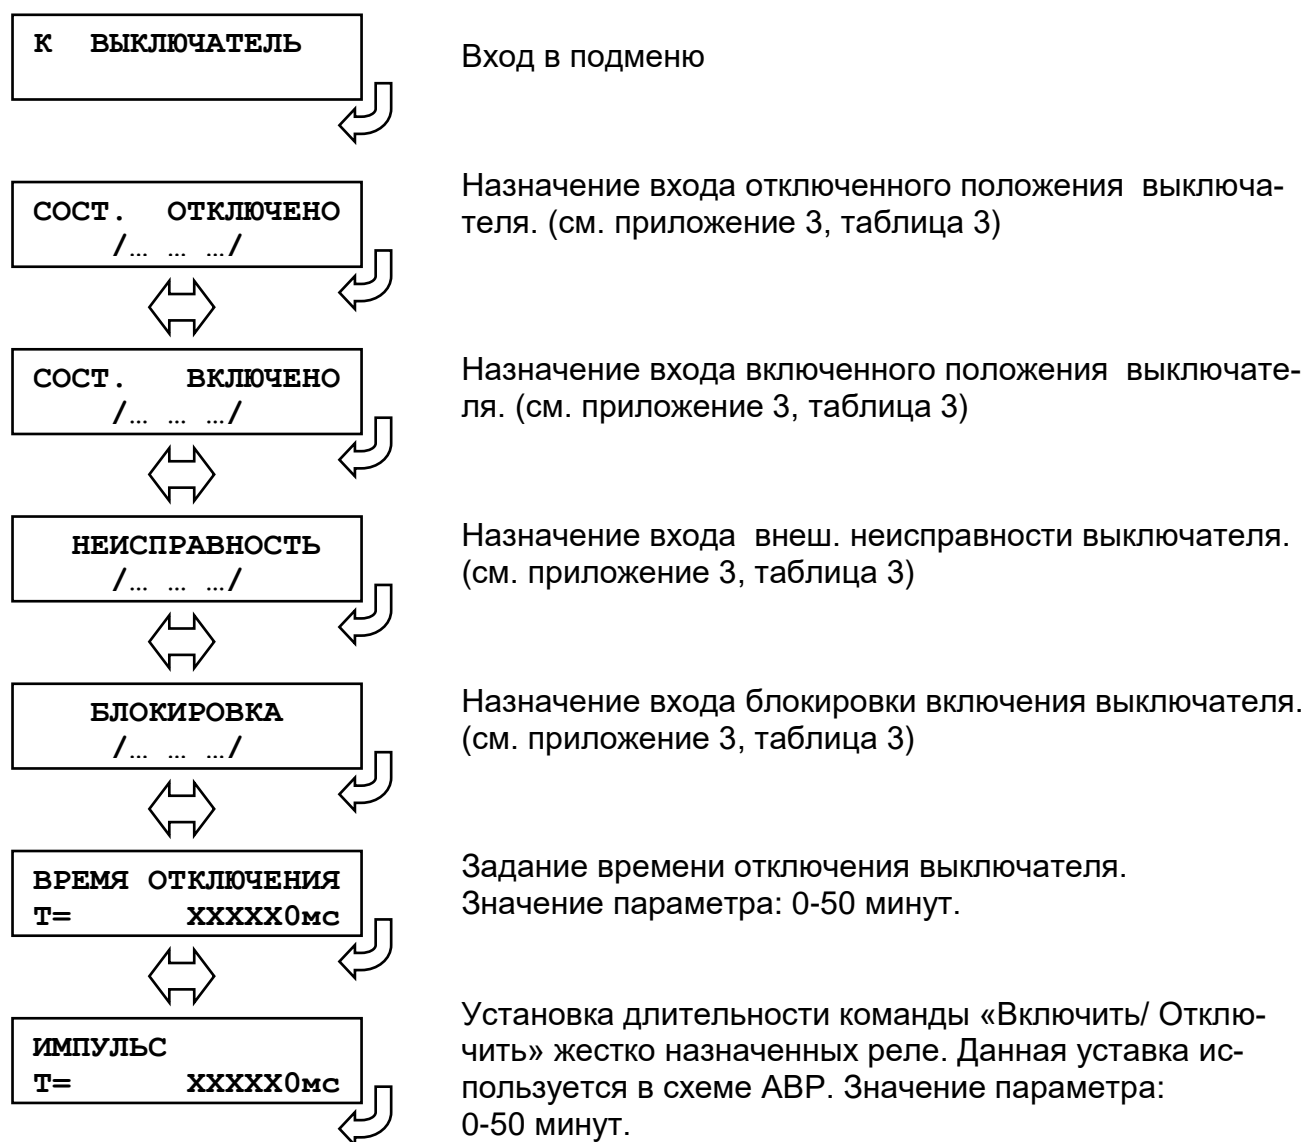 К ВЫКЛЮЧАТЕЛЬ
Вход в подменю
СОСТ. ОТКЛЮЧЕНО
/… … …/
Назначение входа отключенного положения выключа-
теля. (см. приложение 3, таблица 3)
СОСТ. ВКЛЮЧЕНО
/… … …/
Назначение входа включенного положения выключате-
ля. (см. приложение 3, таблица 3)
НЕИСПРАВНОСТЬ
/… … …/
Назначение входа внеш. неисправности выключателя.
(см. приложение 3, таблица 3)
БЛОКИРОВКА
/… … …/
Назначение входа блокировки включения выключателя.
(см. приложение 3, таблица 3)
ВРЕМЯ ОТКЛЮЧЕНИЯ
Т= ХХХХХ0мс
Задание времени отключения выключателя.
Значение параметра: 0-50 минут.
ИМПУЛЬС
Т= ХХХХХ0мс
Установка длительности команды «Включить/ Отклю-
чить» жестко назначенных реле. Данная уставка ис-
пользуется в схеме АВР. Значение параметра:
0-50 минут.